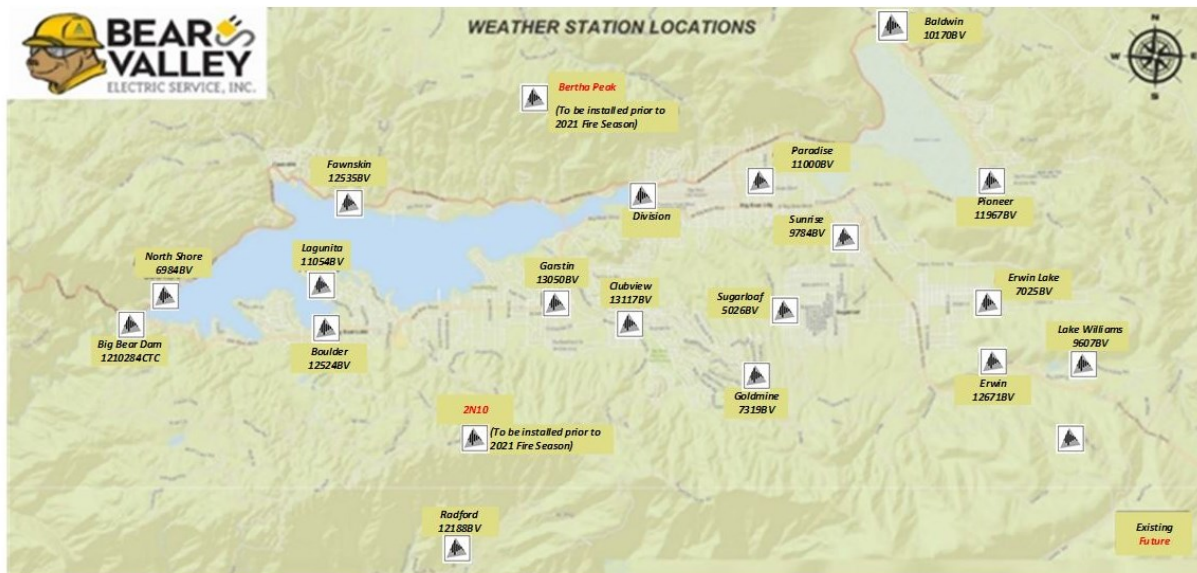 BEAR
VALLEY
ELECTRIC SERVICE, INC.
WEATHER STATION LOCATIONS
Baldwin
10170BV
N
W E
S
Bertha Peak
(To be installed prior to
2021 Fire Season)
Fawnskin
12535BV
Paradise
11000BV
Division
Pioneer
11967BV
Sunrise
9784BV
North Shore
6984BV
Lagunita
11054BV
Garstin
13050BV
Clubview
13117BV
Sugarloaf
5026BV
Erwin Lake
7025BV
Big Bear Dam
1210284CTC
Boulder
12524BV
Lake Williams
9607BV
Goldmine
7319BV
Erwin
12671BV
2N10
(To be installed prior to
2021 Fire Season)
Radford
12188BV
Existing
Future